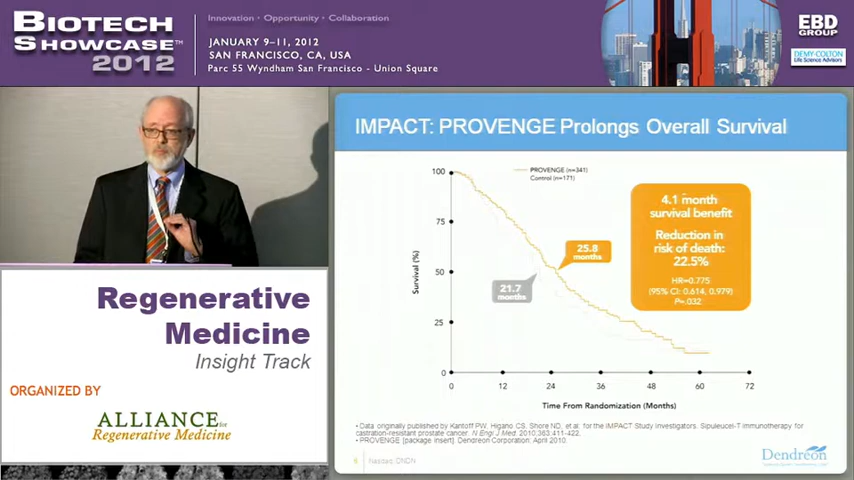 BIOTECH
SHOWCASE™
2012
Innovation · Opportunity · Collaboration
JANUARY 9–11, 2012
SAN FRANCISCO, CA, USA
Parc 55 Wyndham San Francisco - Union Square
EBD
GROUP
DEMY-COLTON
Life Science Advisors
Regenerative
Medicine
Insight Track
ORGANIZED BY
ALLIANCE for
Regenerative Medicine
IMPACT: PROVENGE Prolongs Overall Survival
PROVENGE (n=341)
Control (n=171)
100
75
50
25
0
Survival (%)
25.8
months
21.7
months
4.1 month
survival benefit
Reduction in
risk of death:
22.5%
HR=0.775
(95% CI: 0.614, 0.979)
P=.032
0 12 24 36 48 60 72
Time From Randomization (Months)
• Data originally published by Kantoff PW, Higano CS, Shore ND, et al; for the IMPACT Study investigators. Sipuleucel-T immunotherapy for
castration-resistant prostate cancer. N Engl J Med. 2010;363:411-422.
• PROVENGE [package insert]. Dendreon Corporation: April 2010.
6 Nasdaq: DNDN
Dendreon